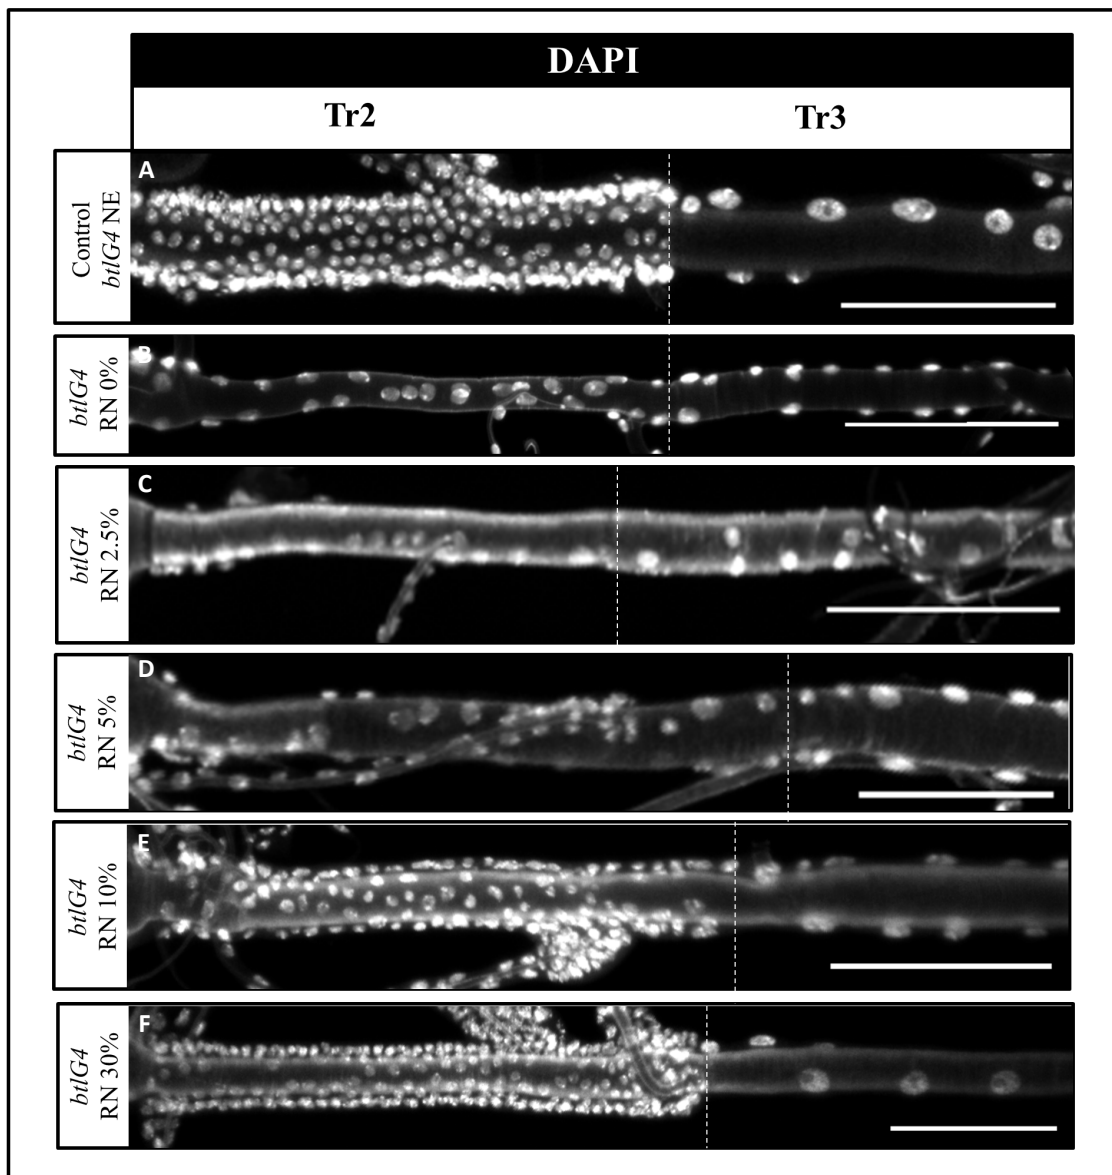 DAPI
Tr2
Tr3
A
Control
btlG4 NE
B
btlG4
RN 0%
C
btlG4
RN 2.5%
D
btlG4
RN 5%
E
btlG4
RN 10%
F
btlG4
RN 30%